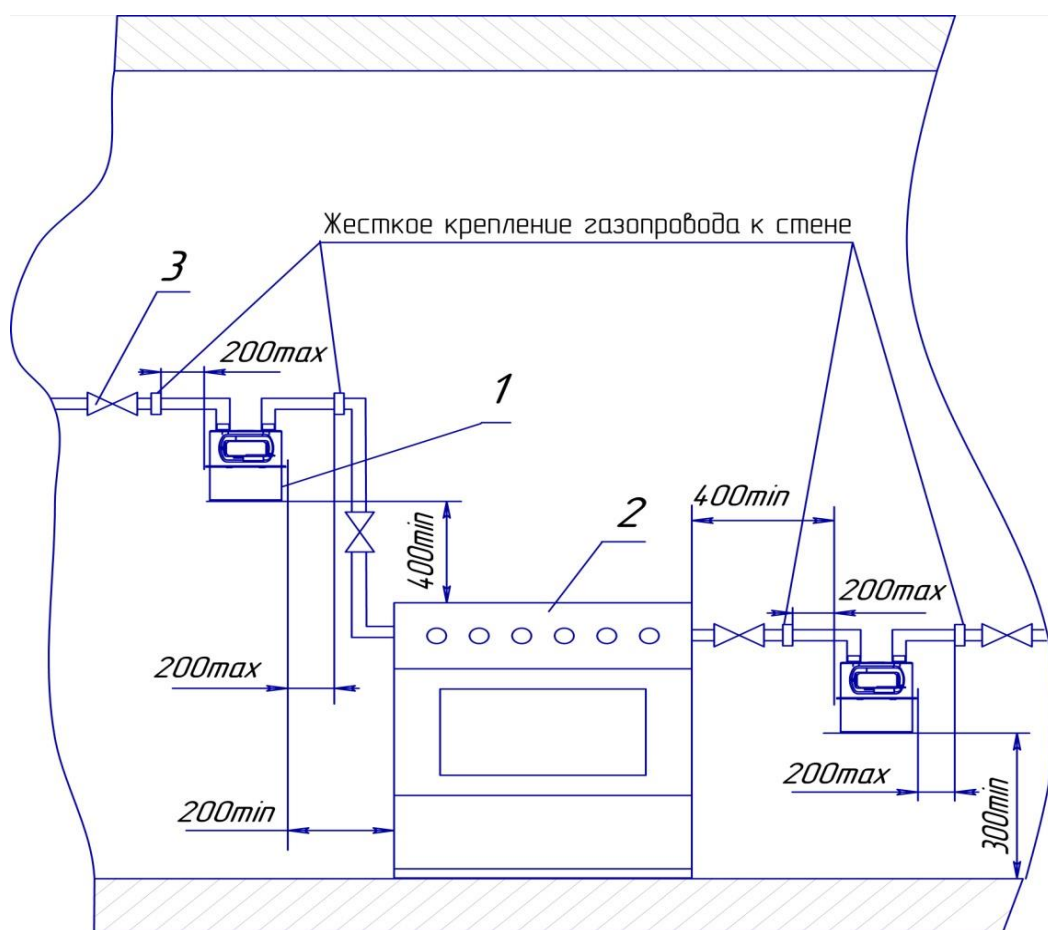 Жесткое крепление газопровода к стене
3
200max
1
400min
2
400min
200max
200max
200max
200min
300min